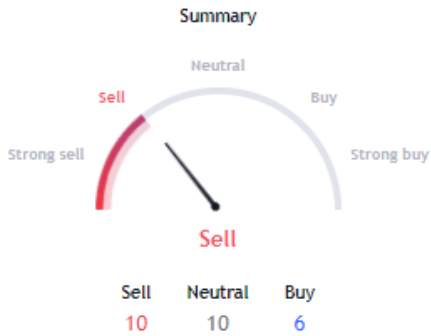 Summary
Neutral
Sell Buy
Strong sell Strong buy
Sell
Sell Neutral Buy
10 10 6